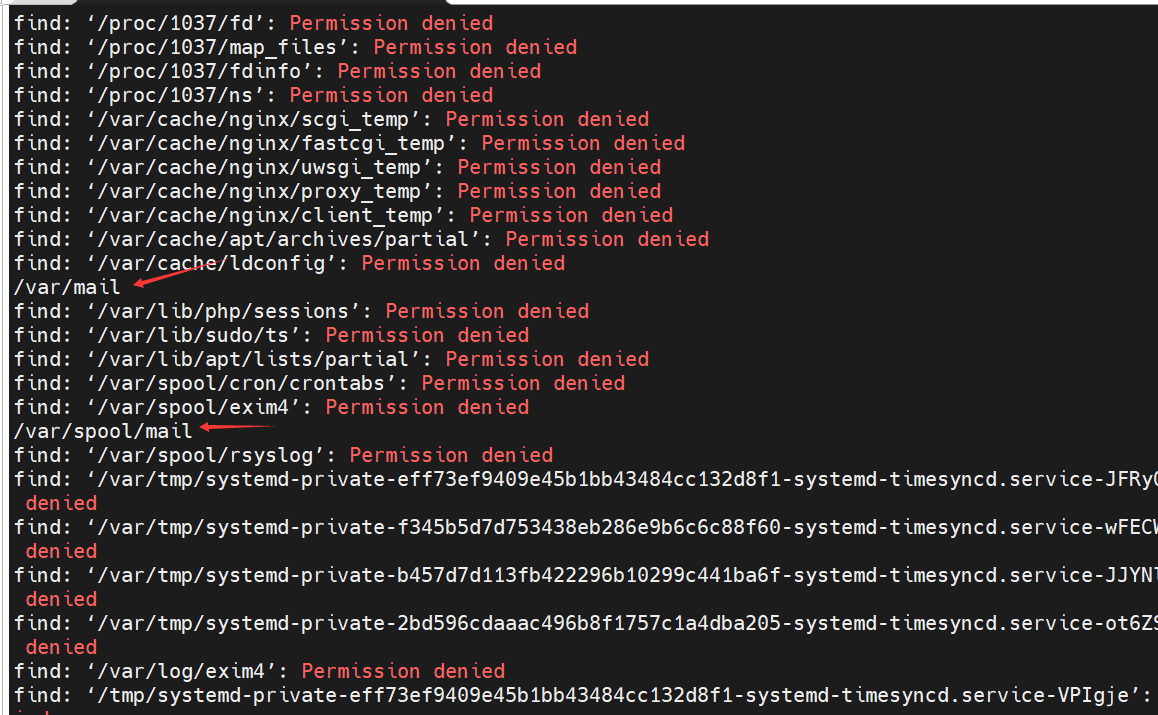 find: ‘/proc/1037/fd’: Permission denied
find: ‘/proc/1037/map_files’: Permission denied
find: ‘/proc/1037/fdinfo’: Permission denied
find: ‘/proc/1037/ns’: Permission denied
find: ‘/var/cache/nginx/scgi_temp’: Permission denied
find: ‘/var/cache/nginx/fastcgi_temp’: Permission denied
find: ‘/var/cache/nginx/uwsgi_temp’: Permission denied
find: ‘/var/cache/nginx/proxy_temp’: Permission denied
find: ‘/var/cache/nginx/client_temp’: Permission denied
find: ‘/var/cache/apt/archives/partial’: Permission denied
find: ‘/var/cache/ldconfig’: Permission denied
/var/mail
find: ‘/var/lib/php/sessions’: Permission denied
find: ‘/var/lib/sudo/ts’: Permission denied
find: ‘/var/lib/apt/lists/partial’: Permission denied
find: ‘/var/spool/cron/crontabs’: Permission denied
find: ‘/var/spool/exim4’: Permission denied
/var/spool/mail
find: ‘/var/spool/rsyslog’: Permission denied
find: ‘/var/tmp/systemd-private-eff73ef9409e45b1bb43484cc132d8f1-systemd-timesyncd.service-JFRy
denied
find: ‘/var/tmp/systemd-private-f345b5d7d753438eb286e9b6c6c88f60-systemd-timesyncd.service-wFEC
denied
find: ‘/var/tmp/systemd-private-b457d7d113fb422296b10299c441ba6f-systemd-timesyncd.service-JJYN
denied
find: ‘/var/tmp/systemd-private-2bd596cdaaac496b8f1757c1a4dba205-systemd-timesyncd.service-ot6Z
denied
find: ‘/var/log/exim4’: Permission denied
find: ‘/tmp/systemd-private-eff73ef9409e45b1bb43484cc132d8f1-systemd-timesyncd.service-VPIgje’: